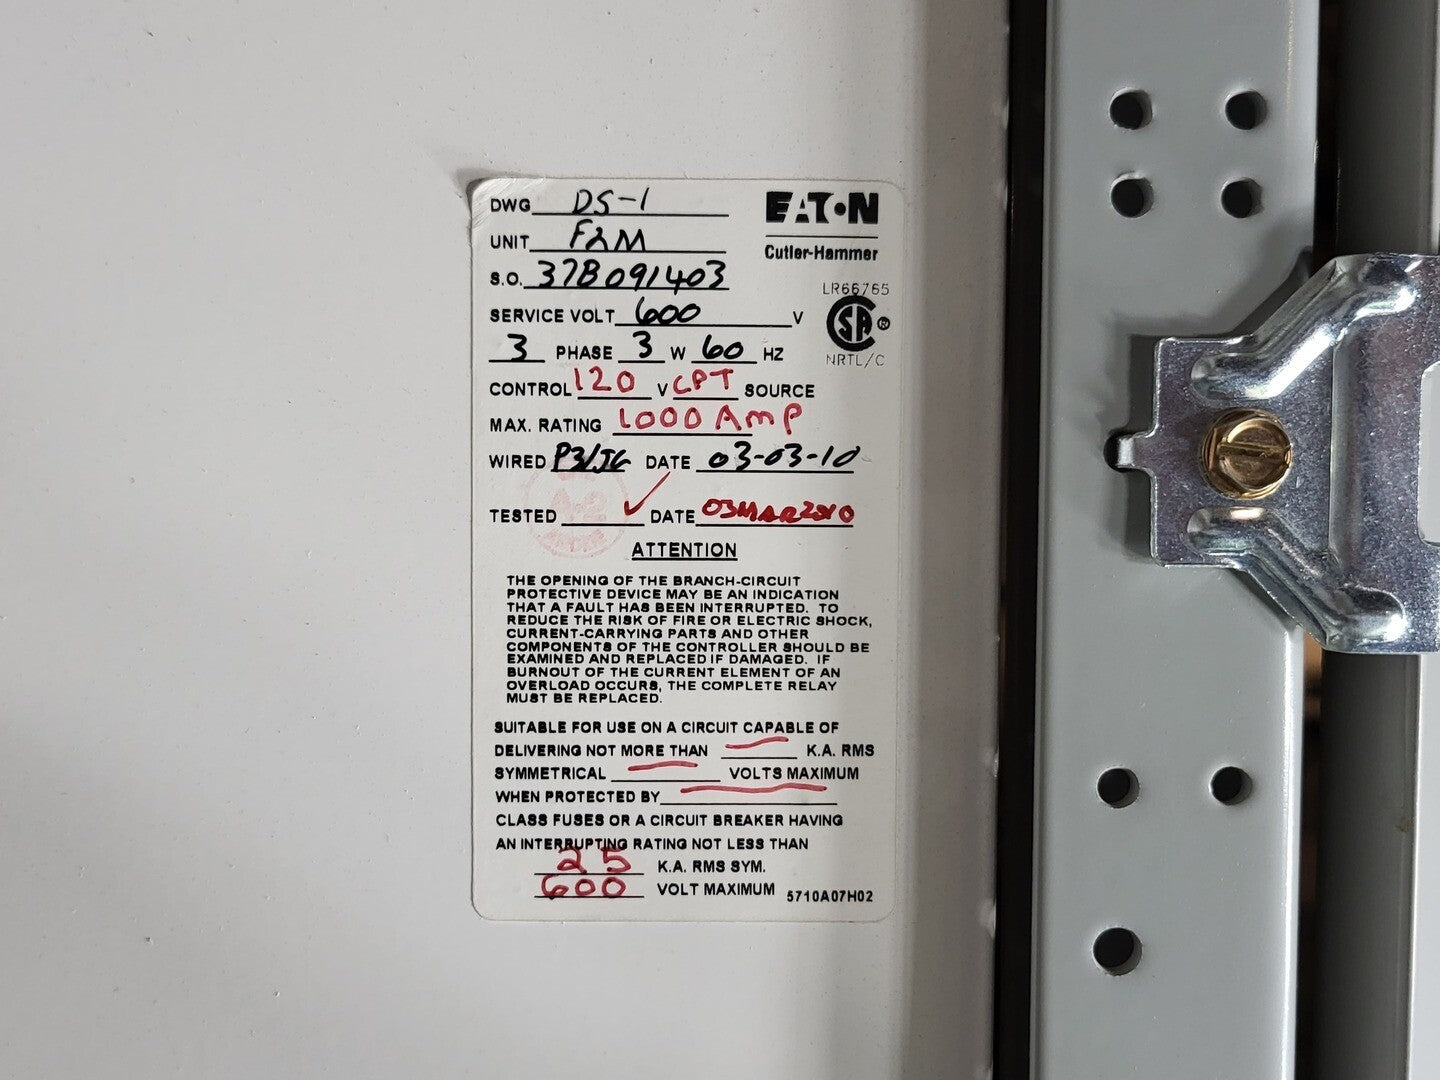 DWG DS-1
EATON
UNIT F2M
Cutler-Hammer
S.O. 37B091403
LR66765
SERVICE VOLT 600 V
SA ®
3 PHASE 3 W 60 HZ
NRTL/C
CONTROL 120 V CPT SOURCE
MAX. RATING 1000 AMP
WIRED DATE 03-03-10
TESTED ✓ DATE 03MAR2010
ATTENTION
THE OPENING OF THE BRANCH-CIRCUIT
PROTECTIVE DEVICE MAY BE AN INDICATION
THAT A FAULT HAS BEEN INTERRUPTED. TO
REDUCE THE RISK OF FIRE OR ELECTRIC SHOCK,
CURRENT-CARRYING PARTS AND OTHER
COMPONENTS OF THE CONTROLLER SHOULD BE
EXAMINED AND REPLACED IF DAMAGED. IF
BURNOUT OF THE CURRENT ELEMENT OF AN
OVERLOAD OCCURS, THE COMPLETE RELAY
MUST BE REPLACED.
SUITABLE FOR USE ON A CIRCUIT CAPABLE OF
DELIVERING NOT MORE THAN K.A. RMS
SYMMETRICAL VOLTS MAXIMUM
WHEN PROTECTED BY
CLASS FUSES OR A CIRCUIT BREAKER HAVING
AN INTERRUPTING RATING NOT LESS THAN
25 K.A. RMS SYM.
600 VOLT MAXIMUM 5710A07H02